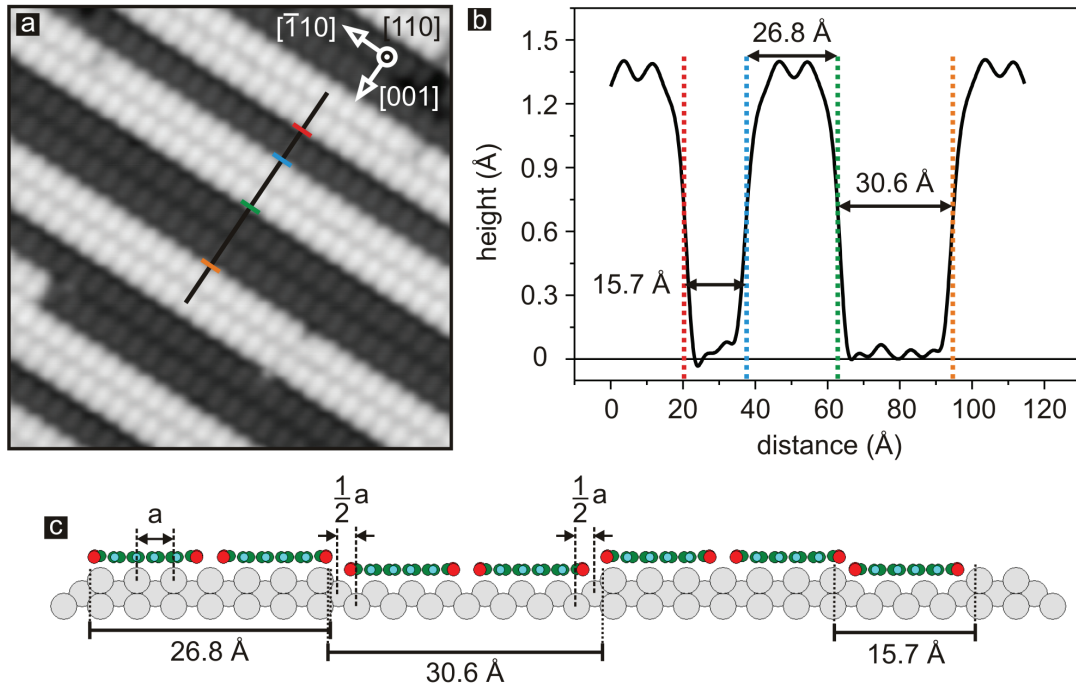 a
[1̅10]
[110]
[001]
b
26.8 Å
1.5
1.2
0.9
0.6
0.3
0
height (Å)
30.6 Å
15.7 Å
0 20 40 60 80 100 120
distance (Å)
c
a
1/2 a
1/2 a
26.8 Å
30.6 Å
15.7 Å